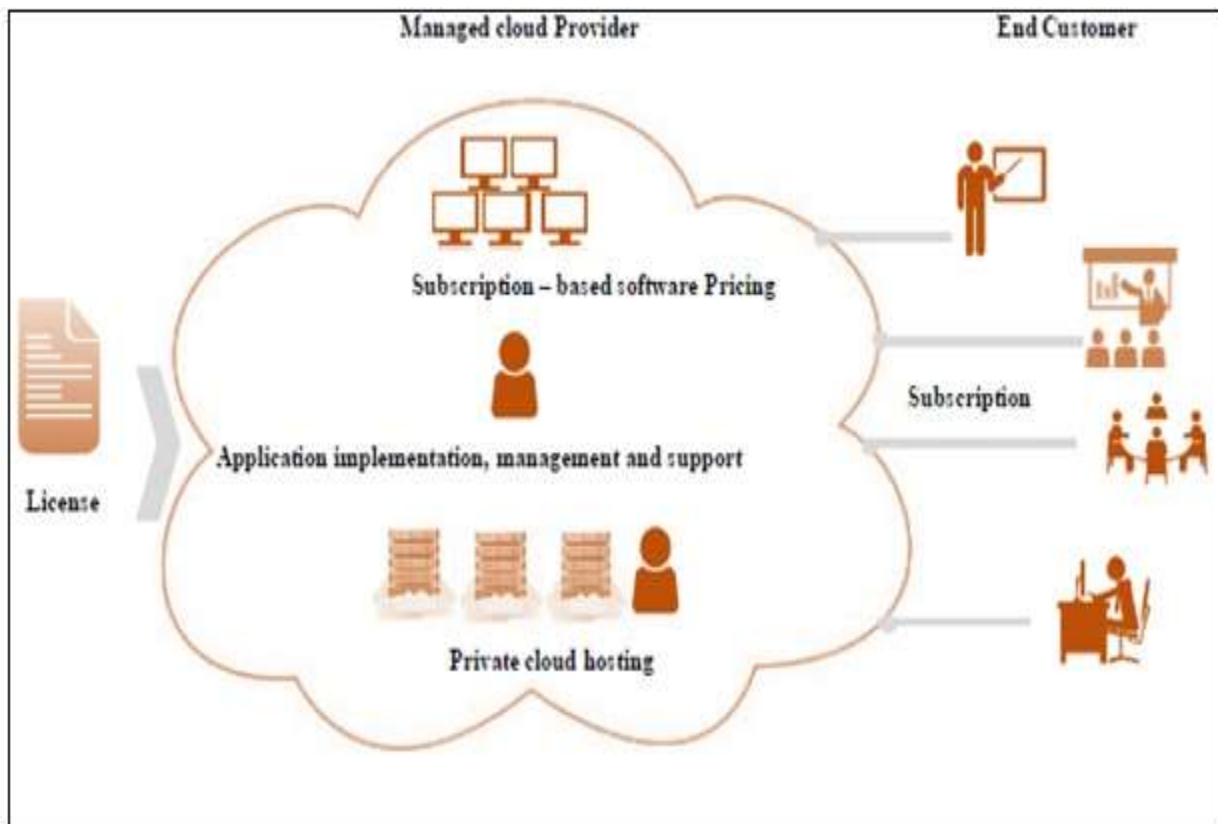 Managed cloud Provider
End Customer
Subscription – based software Pricing
Subscription
Application implementation, management and support
License
Private cloud hosting